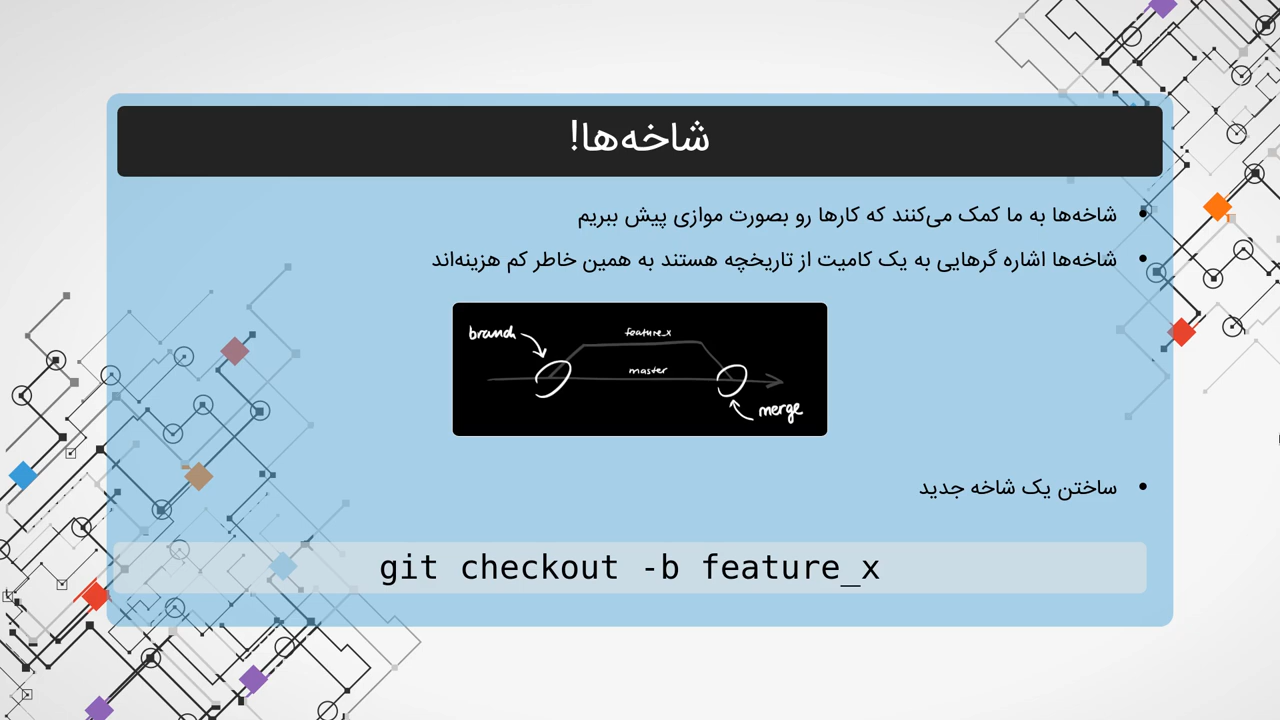 شاخه‌ها!
شاخه‌ها به ما کمک می‌کنند که کارها رو بصورت موازی پیش ببریم
شاخه‌ها اشاره گرهایی به یک کامیت از تاریخچه هستند به همین خاطر کم هزینه‌اند
branch
feature_x
master
merge
ساختن یک شاخه جدید
git checkout -b feature_x